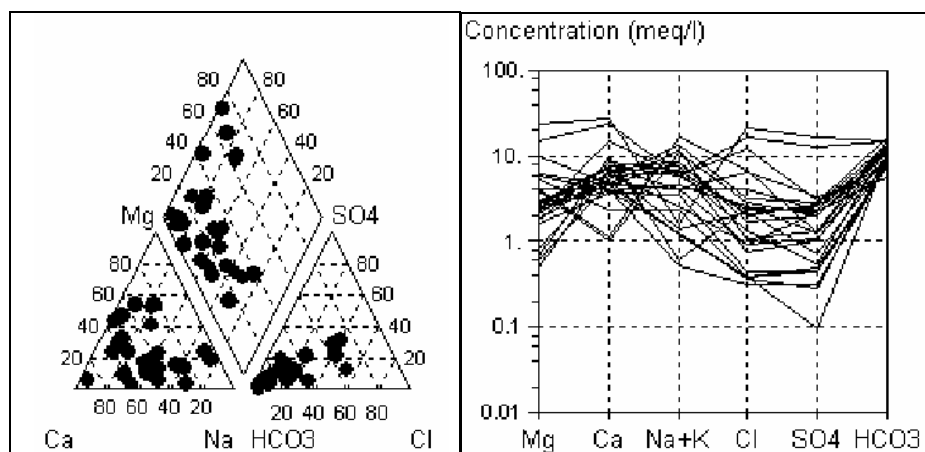 80 80
60 60
40 40
20 20
Mg SO4
80 80
60 60
40 40
20 20
80 60 40 20 20 40 60 80
Ca Na HCO3 Cl
Concentration (meq/l)
100.
10.
1.
0.1
0.01
Mg Ca Na+K Cl SO4 HCO3